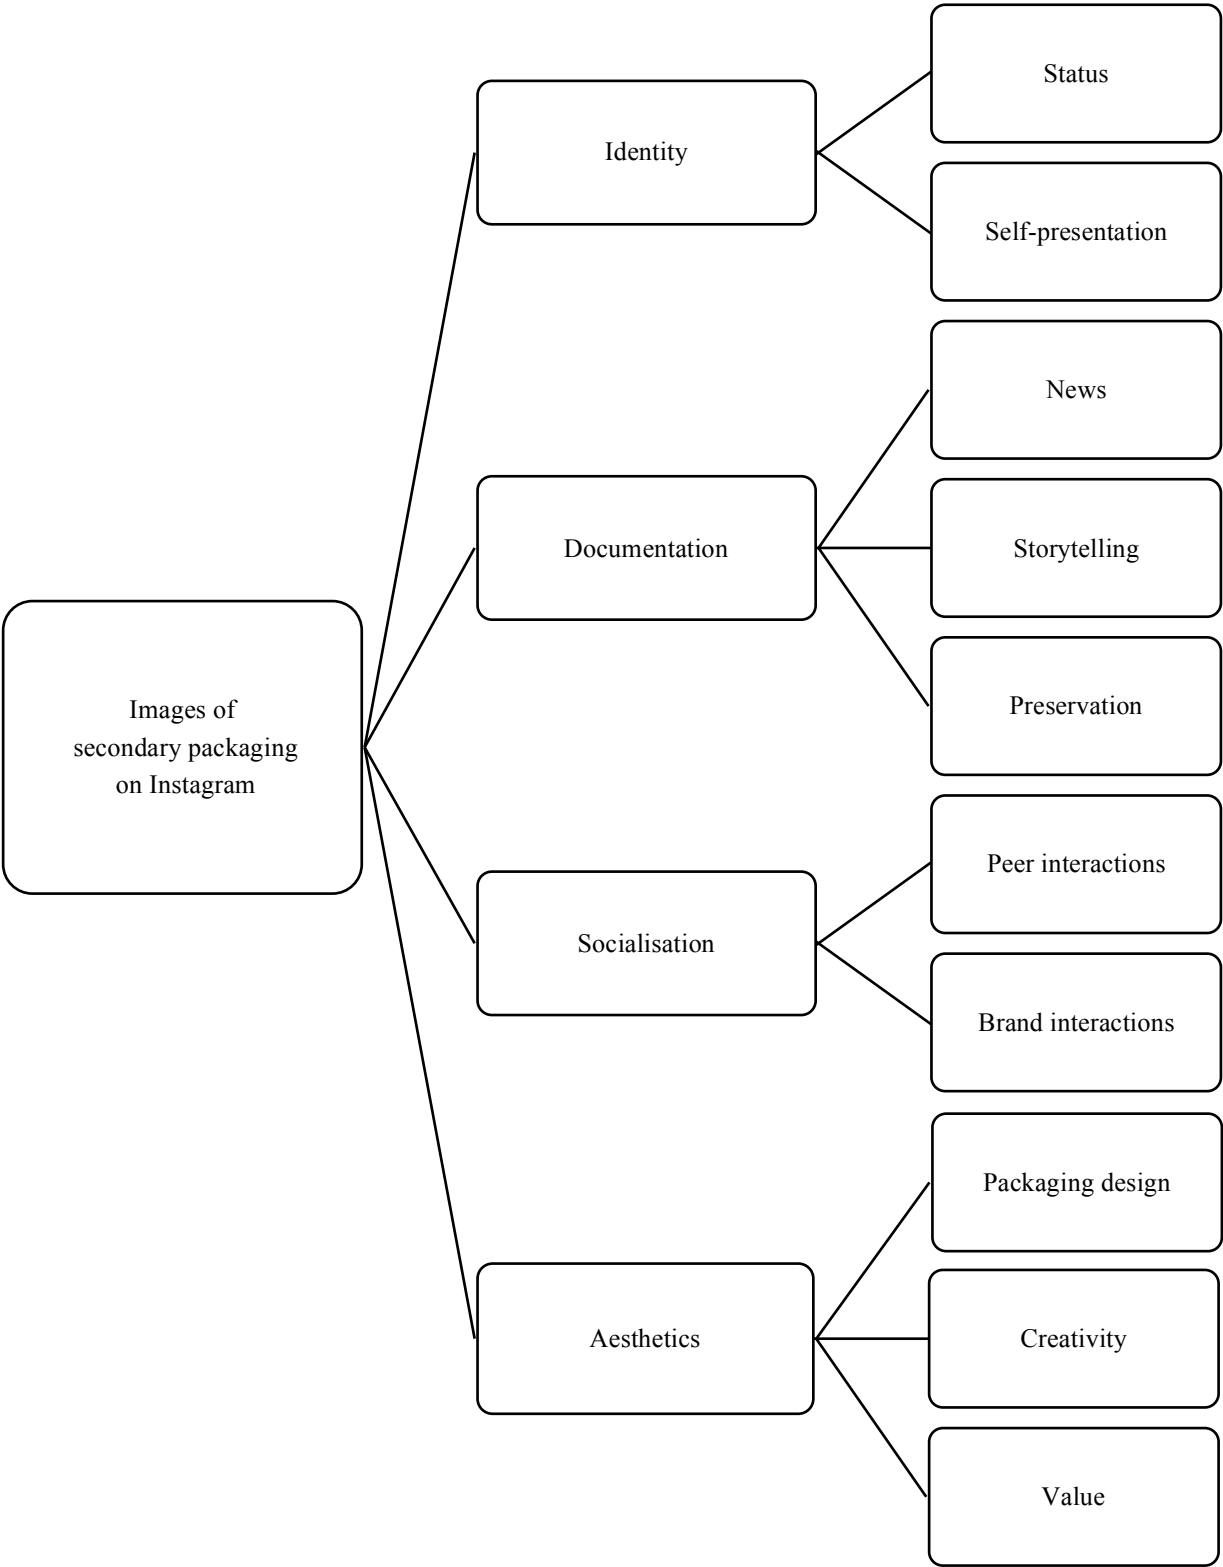 Images of
secondary packaging
on Instagram
Identity
Status
Self-presentation
Documentation
News
Storytelling
Preservation
Socialisation
Peer interactions
Brand interactions
Aesthetics
Packaging design
Creativity
Value